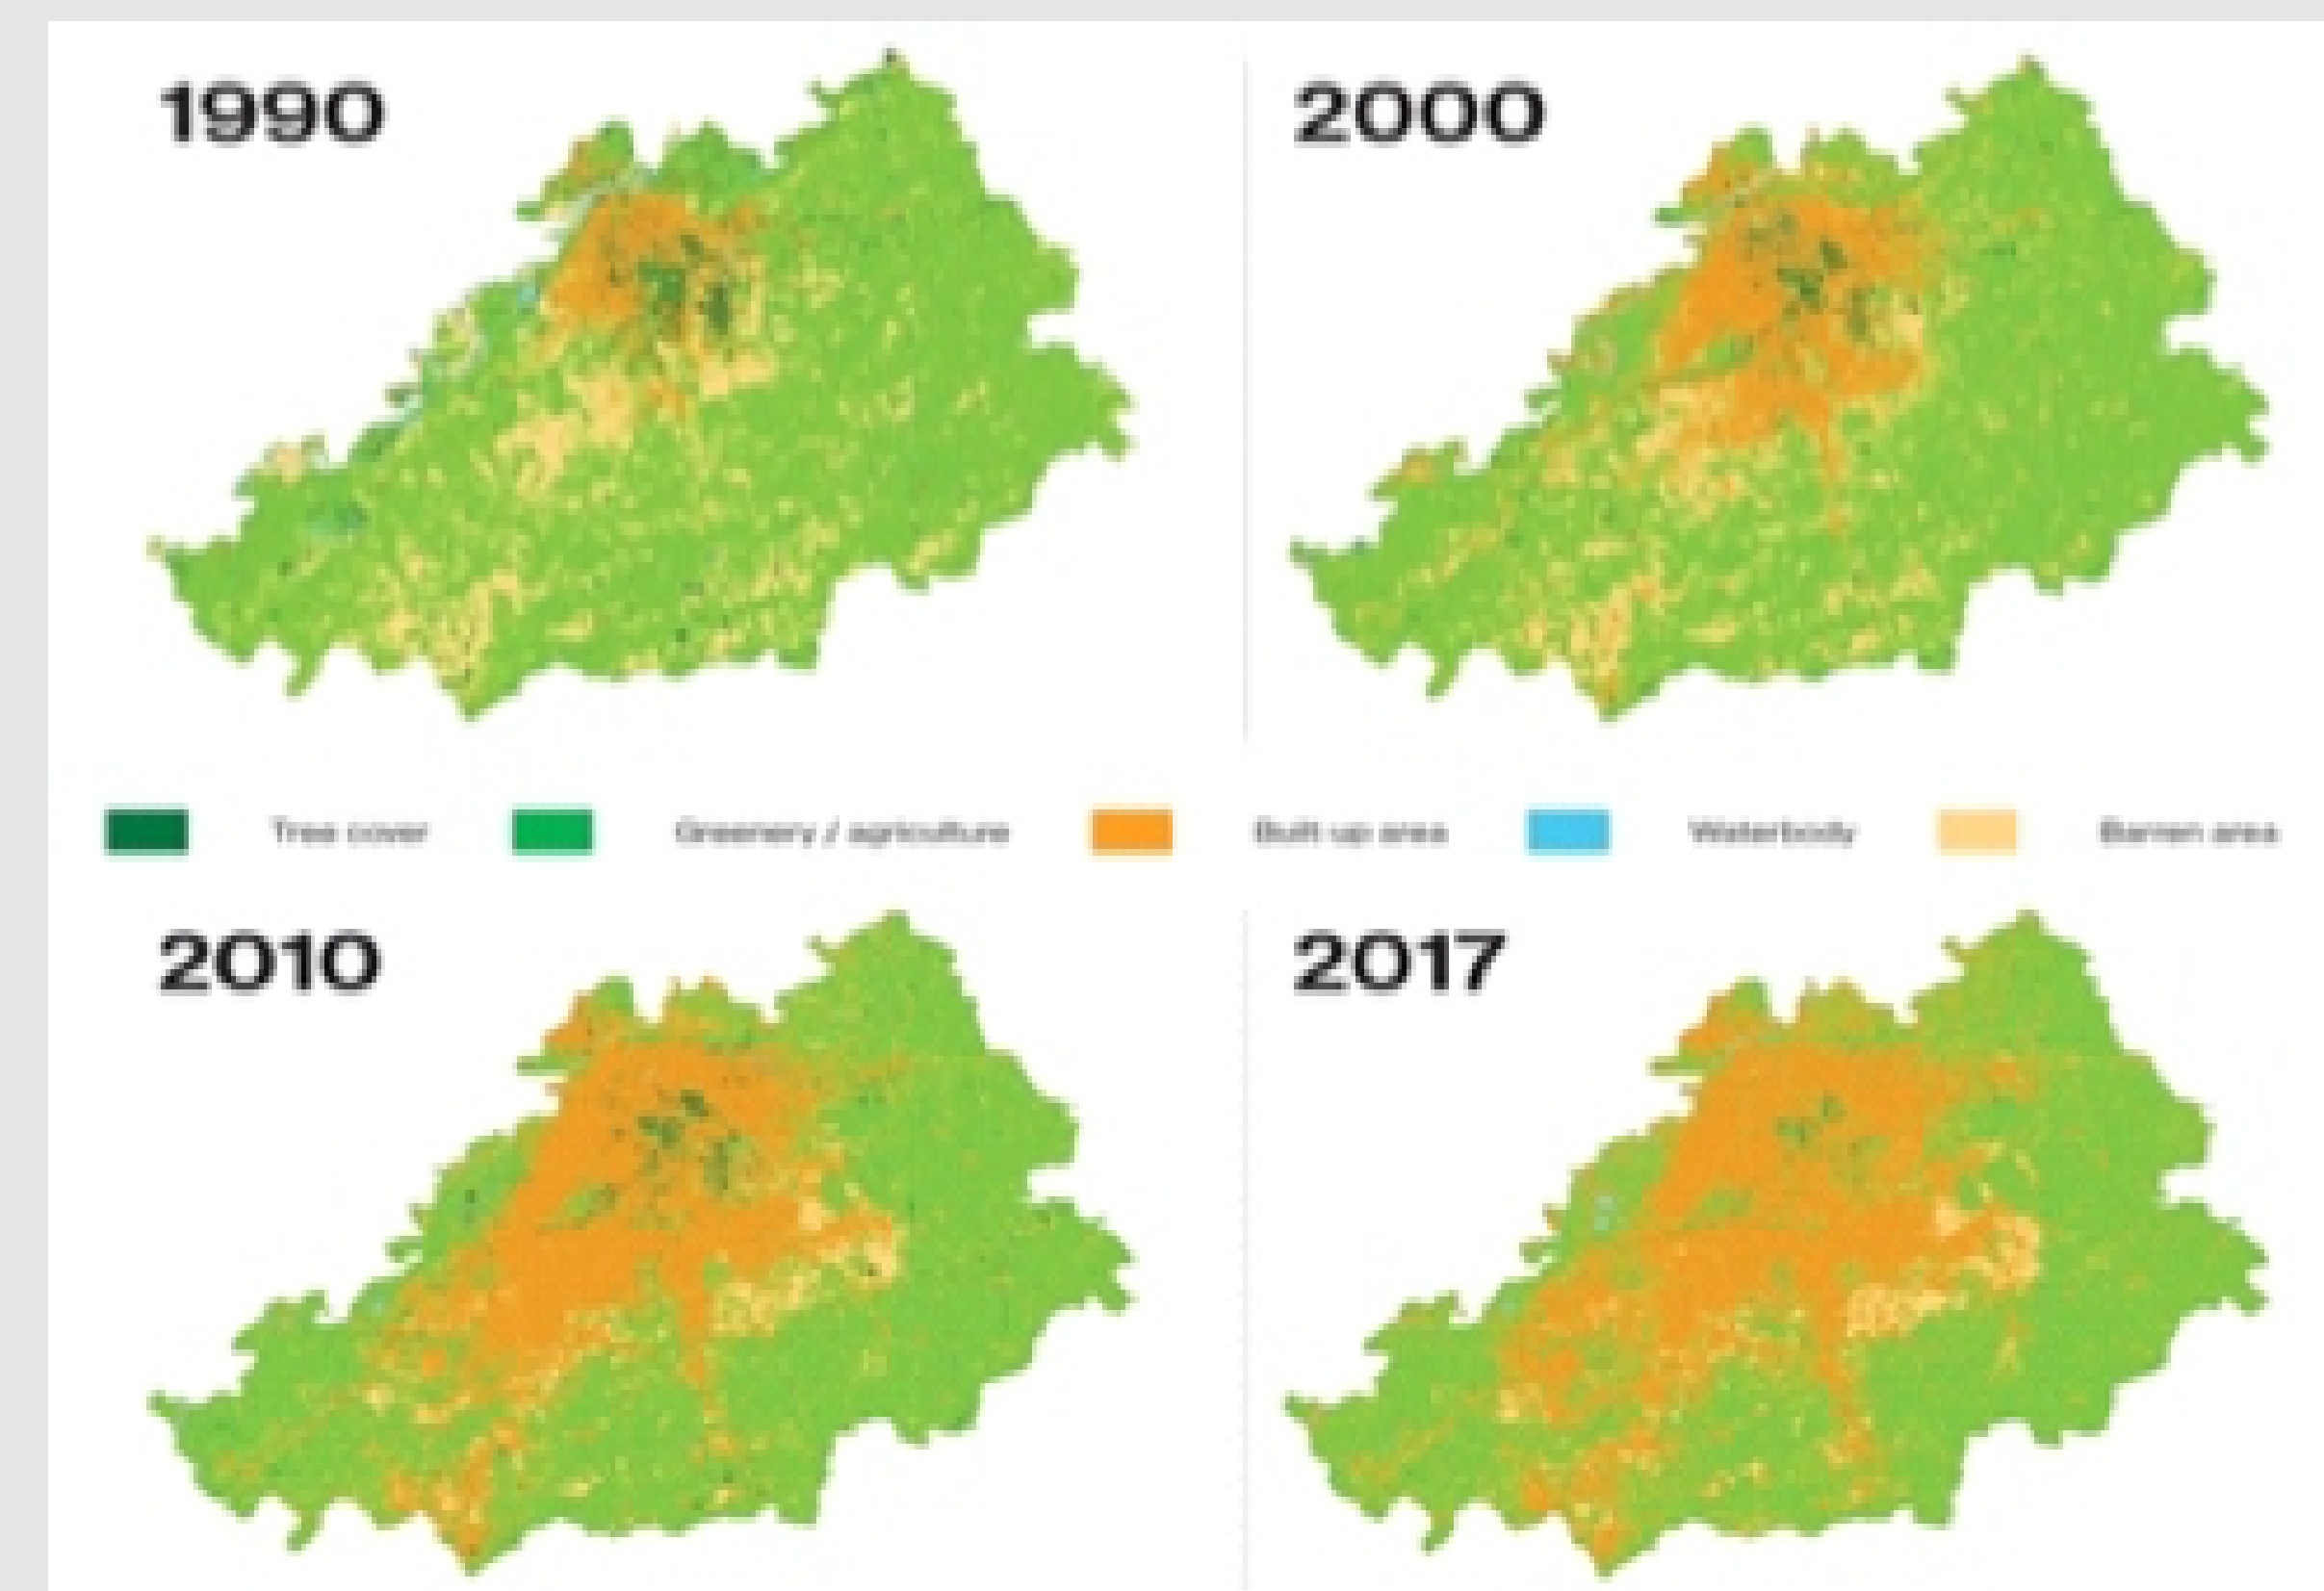 1990
2000
Tree cover
Greenery / agriculture
Built up area
Waterbody
Barren area
2010
2017